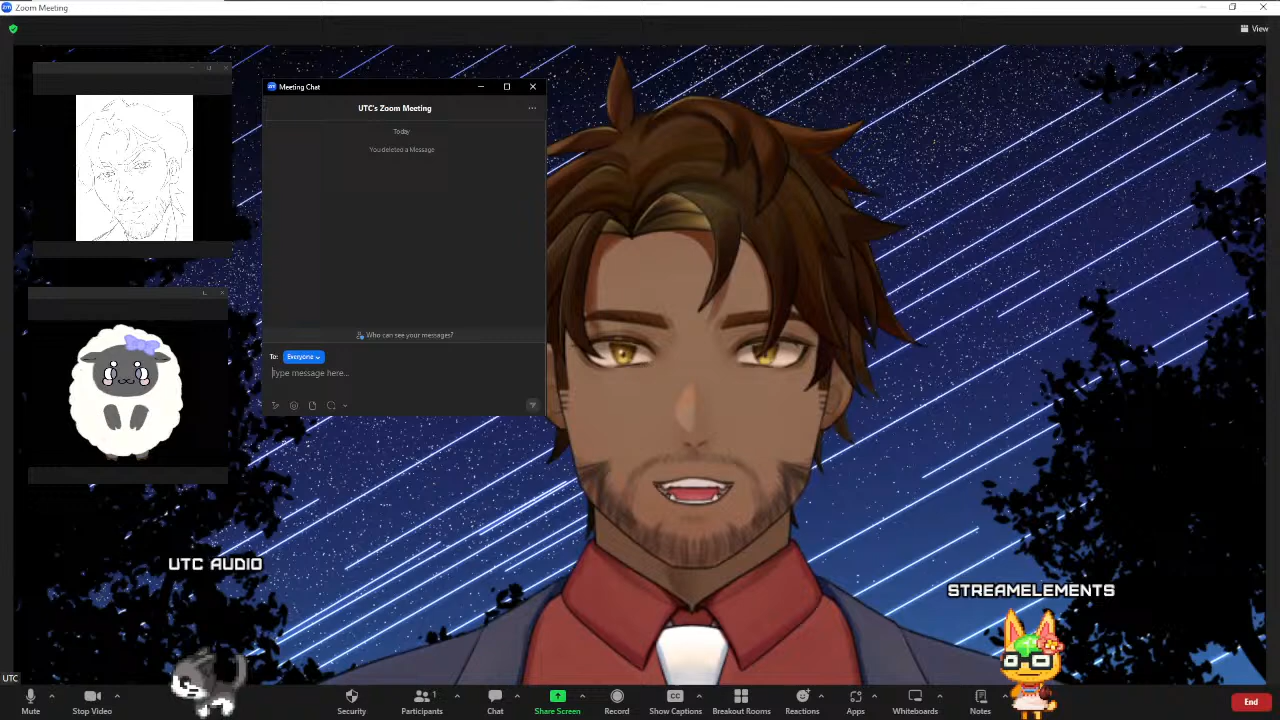 Zoom Meeting
View
Meeting Chat
UTC's Zoom Meeting
Today
You deleted a Message
Who can see your messages?
To: Everyone
Type message here...
UTC AUDIO
STREAMELEMENTS
UTC
Mute
Stop Video
Security
Participants
1
Chat
Share Screen
Record
CC
Show Captions
Breakout Rooms
Reactions
Apps
Whiteboards
Notes
End